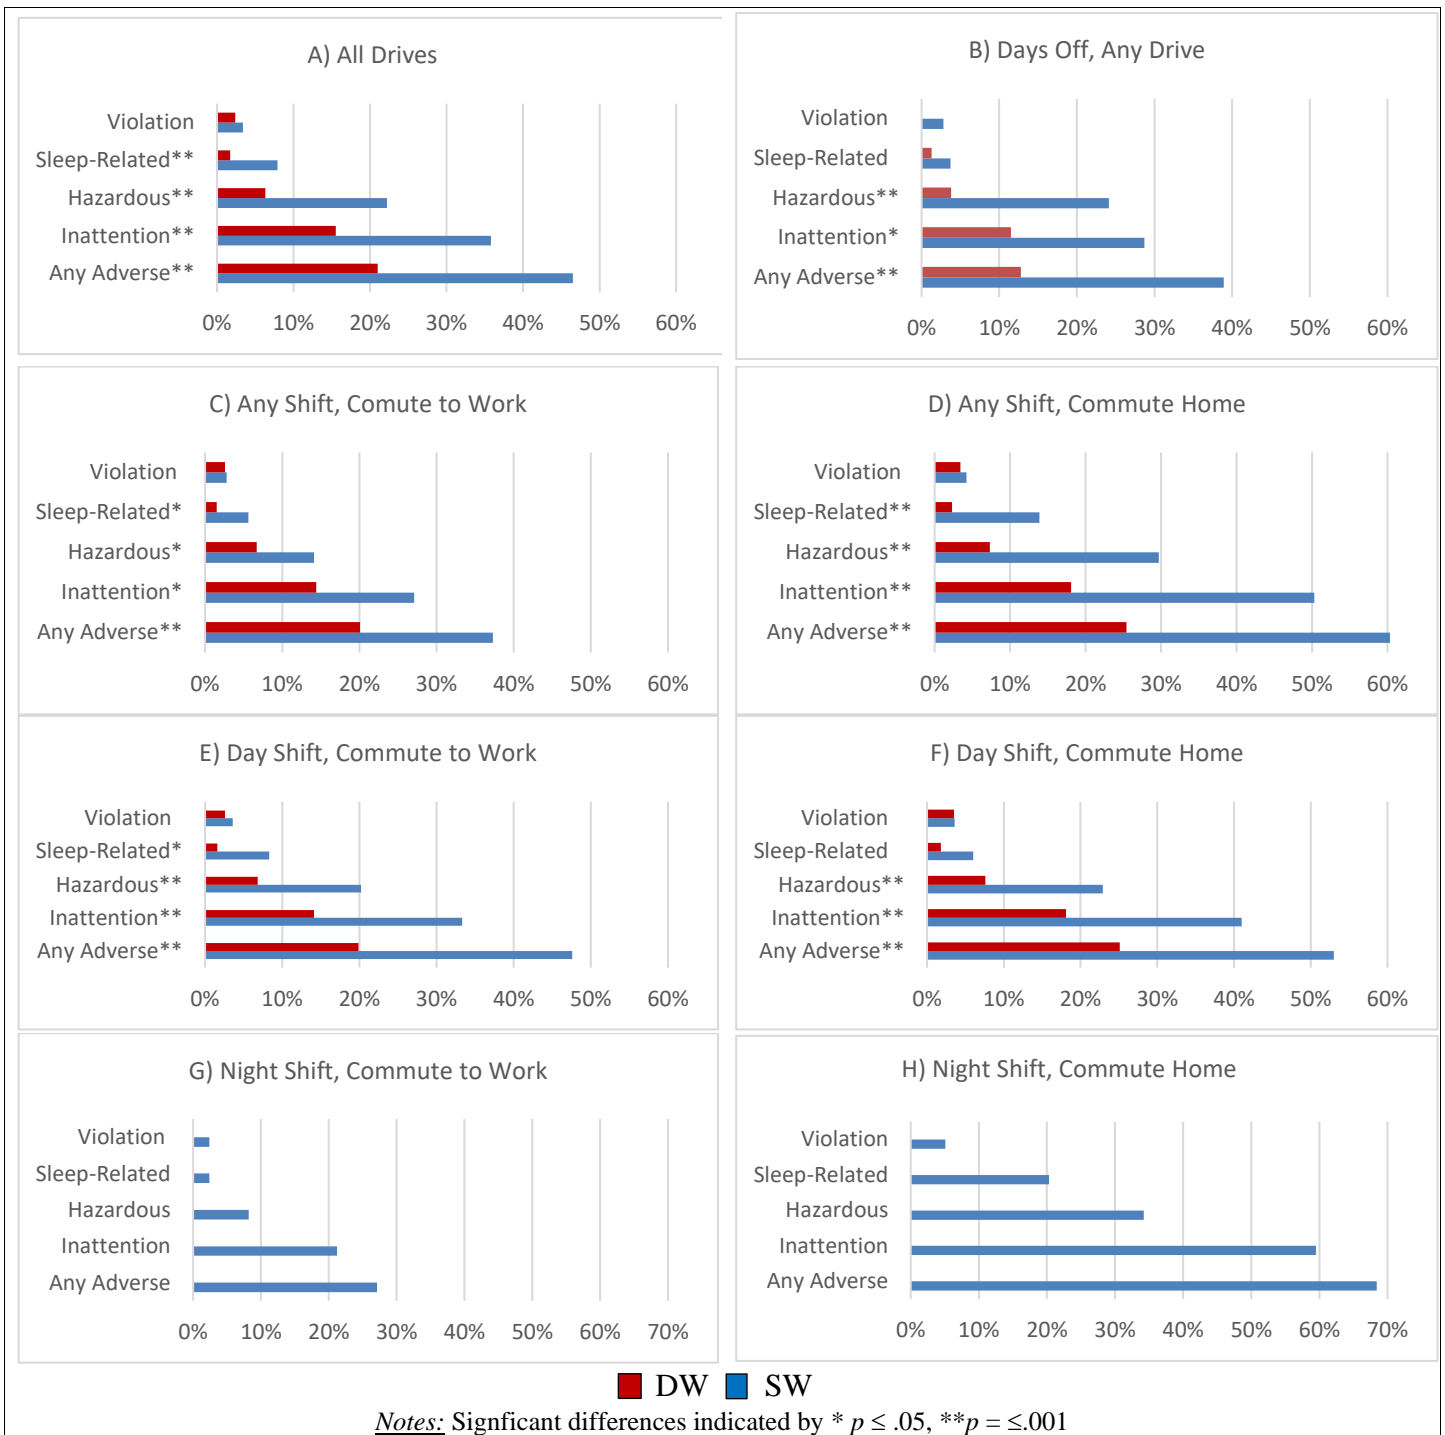 A) All Drives
Violation
Sleep-Related**
Hazardous**
Inattention**
Any Adverse**
0% 10% 20% 30% 40% 50% 60%
B) Days Off, Any Drive
Violation
Sleep-Related
Hazardous**
Inattention*
Any Adverse**
0% 10% 20% 30% 40% 50% 60%
C) Any Shift, Comute to Work
Violation
Sleep-Related*
Hazardous*
Inattention*
Any Adverse**
0% 10% 20% 30% 40% 50% 60%
D) Any Shift, Commute Home
Violation
Sleep-Related**
Hazardous**
Inattention**
Any Adverse**
0% 10% 20% 30% 40% 50% 60%
E) Day Shift, Commute to Work
Violation
Sleep-Related*
Hazardous**
Inattention**
Any Adverse**
0% 10% 20% 30% 40% 50% 60%
F) Day Shift, Commute Home
Violation
Sleep-Related
Hazardous**
Inattention**
Any Adverse**
0% 10% 20% 30% 40% 50% 60%
G) Night Shift, Commute to Work
Violation
Sleep-Related
Hazardous
Inattention
Any Adverse
0% 10% 20% 30% 40% 50% 60% 70%
H) Night Shift, Commute Home
Violation
Sleep-Related
Hazardous
Inattention
Any Adverse
0% 10% 20% 30% 40% 50% 60% 70%
DW SW
Notes: Signficant differences indicated by * p ≤ .05, **p = ≤.001